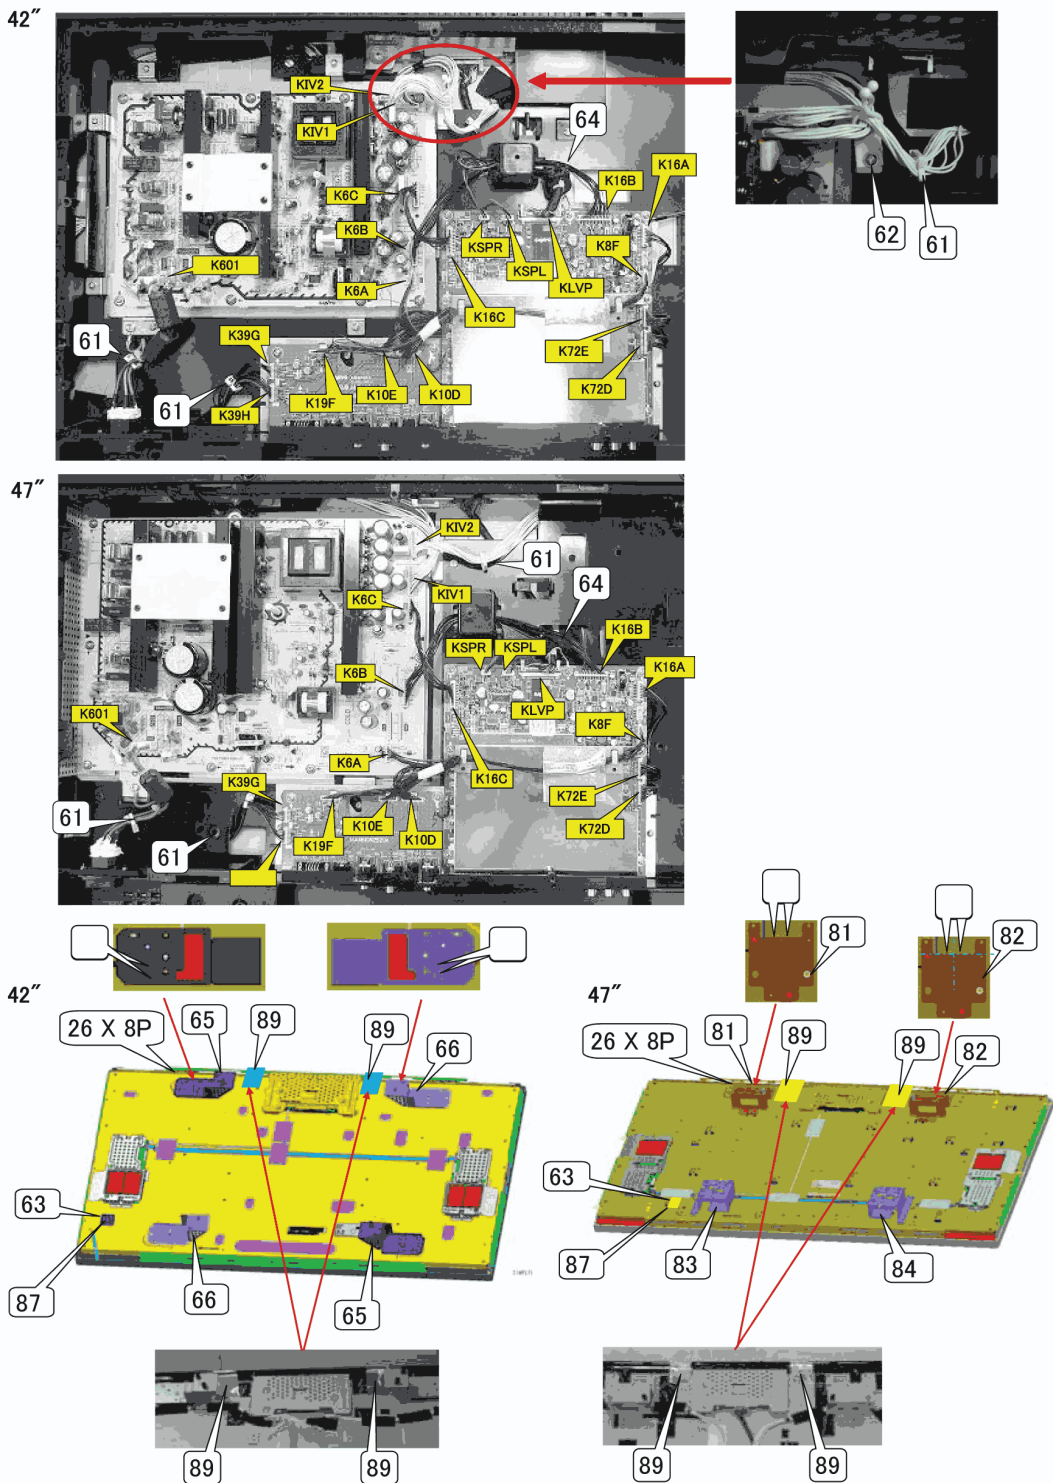 42"
KIV2
KIV1
64
K16A
K16B
K6C
K6B
KSPR
K8F
KSPL
KLVP
K601
K6A
K16C
62
61
61
K39G
K72E
K72D
61
K39H
K19F
K10E
K10D
47"
KIV2
61
KIV1
64
K6C
K16B
KSPR
KSPL
K16A
K6B
KLVP
K601
K8F
K6A
K16C
K39G
K72E
61
K10E
K72D
K19F
K10D
61
81
82
42"
65
89
26 X 8P
89
66
63
87
66
65
89
89
47"
26 X 8P
81
89
89
82
63
87
83
84
89
89